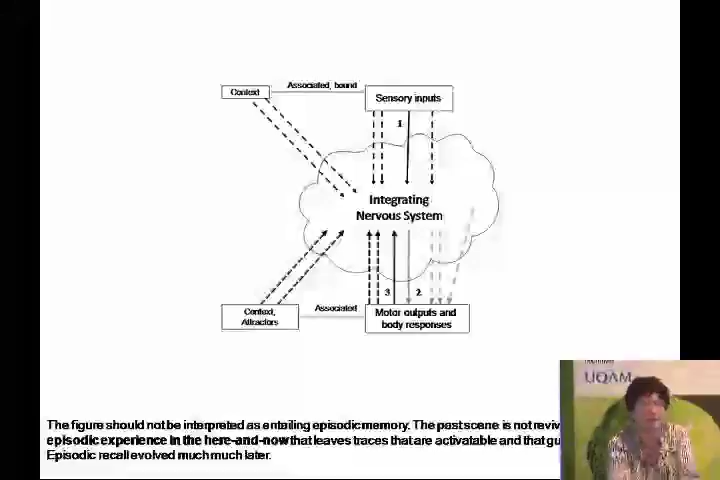 Context
Associated, bound
Sensory inputs
1
Integrating
Nervous System
3
2
Context,
Attractors
Associated
Motor outputs and
body responses
UQAM
The figure should not be interpreted as entailing episodic memory. The past scene is not
episodic experience in the here-and-now that leaves traces that are activatable and that
Episodic recall evolved much much later.